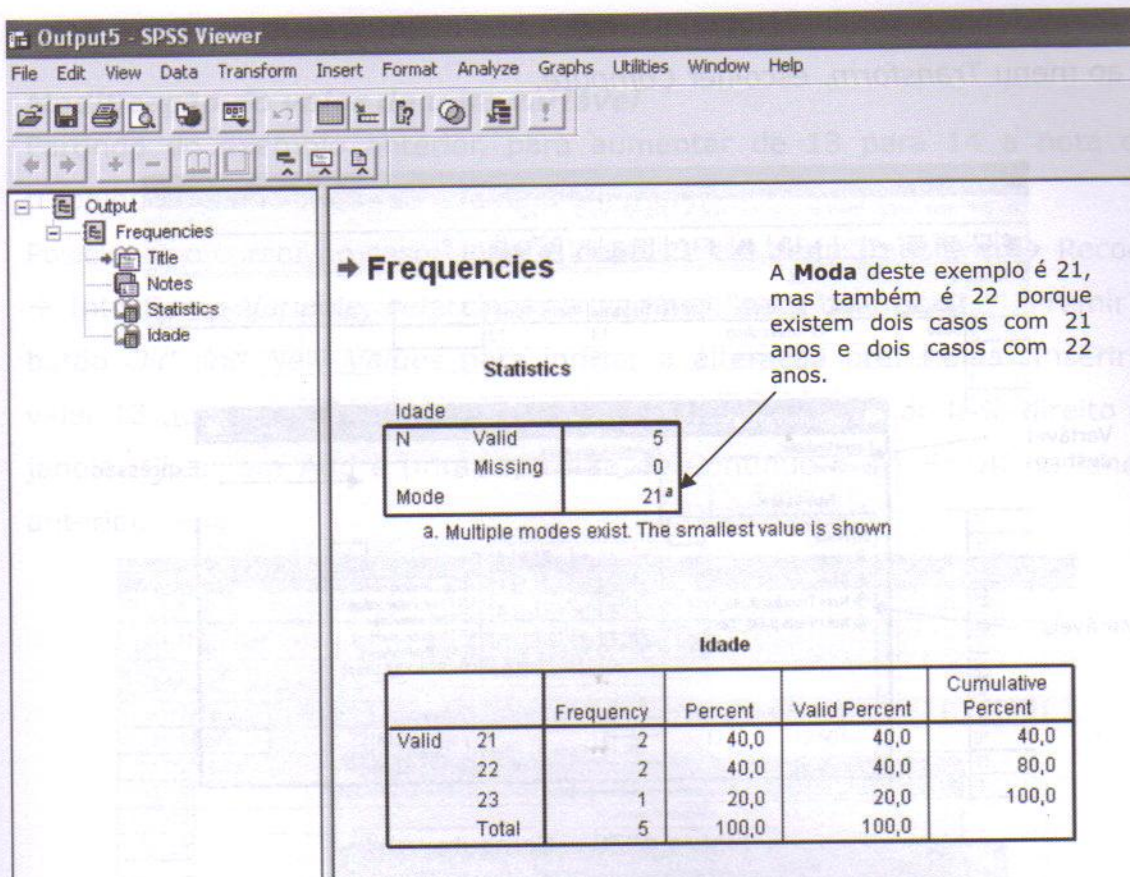 Output5 - SPSS Viewer
File Edit View Data Transform Insert Format Analyze Graphs Utilities Window Help
Output
Frequencies
Title
Notes
Statistics
Idade
Frequencies
A Moda deste exemplo é 21,
mas também é 22 porque
existem dois casos com 21
anos e dois casos com 22
anos.
Statistics
Idade
N Valid 5
Missing 0
Mode 21a
a. Multiple modes exist. The smallest value is shown
Idade
Frequency Percent Valid Percent Cumulative Percent
Valid 21 2 40,0 40,0 40,0
22 2 40,0 40,0 80,0
23 1 20,0 20,0 100,0
Total 5 100,0 100,0